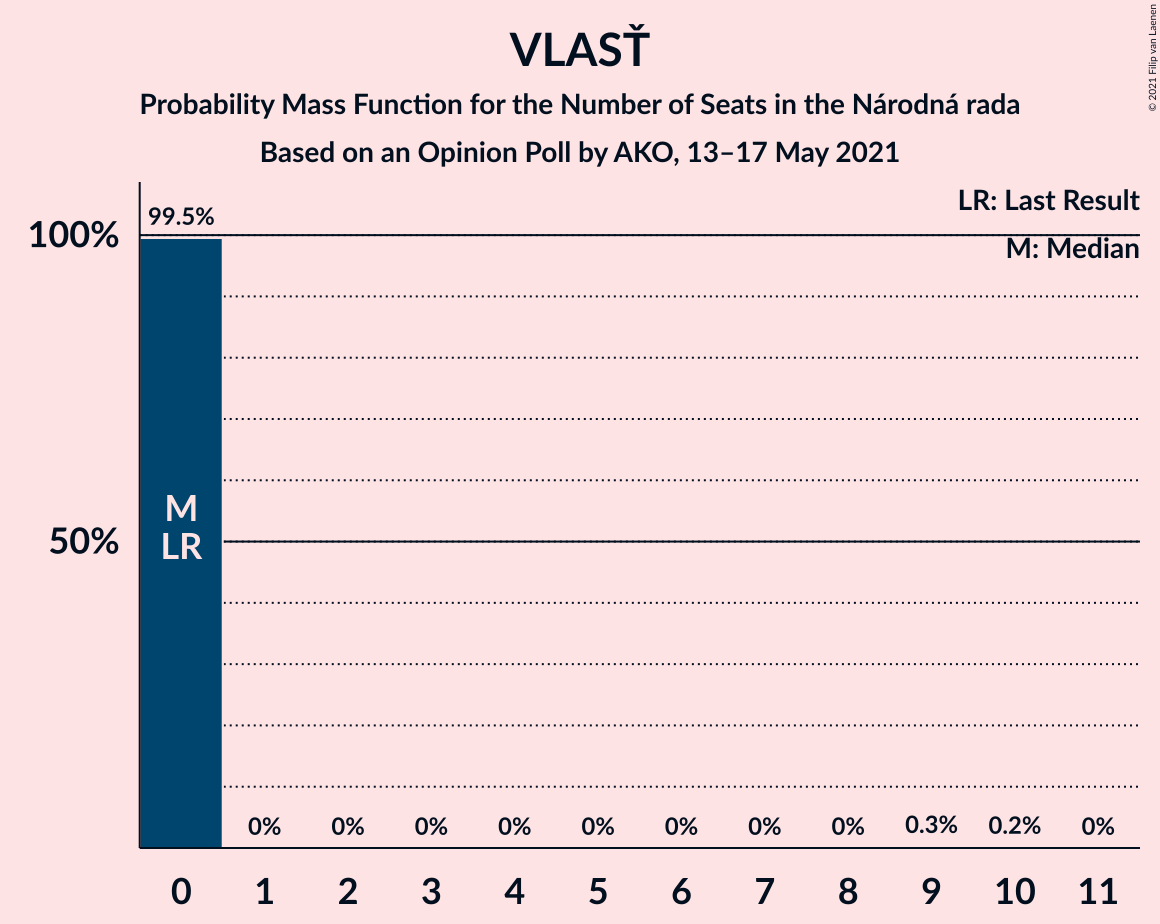 VLASŤ
Probability Mass Function for the Number of Seats in the Národná rada
Based on an Opinion Poll by AKO, 13–17 May 2021
© 2021 Filip van Laenen
LR: Last Result
M: Median
99.5%
100%
50%
M
LR
0% 0% 0% 0% 0% 0% 0% 0% 0.3% 0.2% 0%
0 1 2 3 4 5 6 7 8 9 10 11